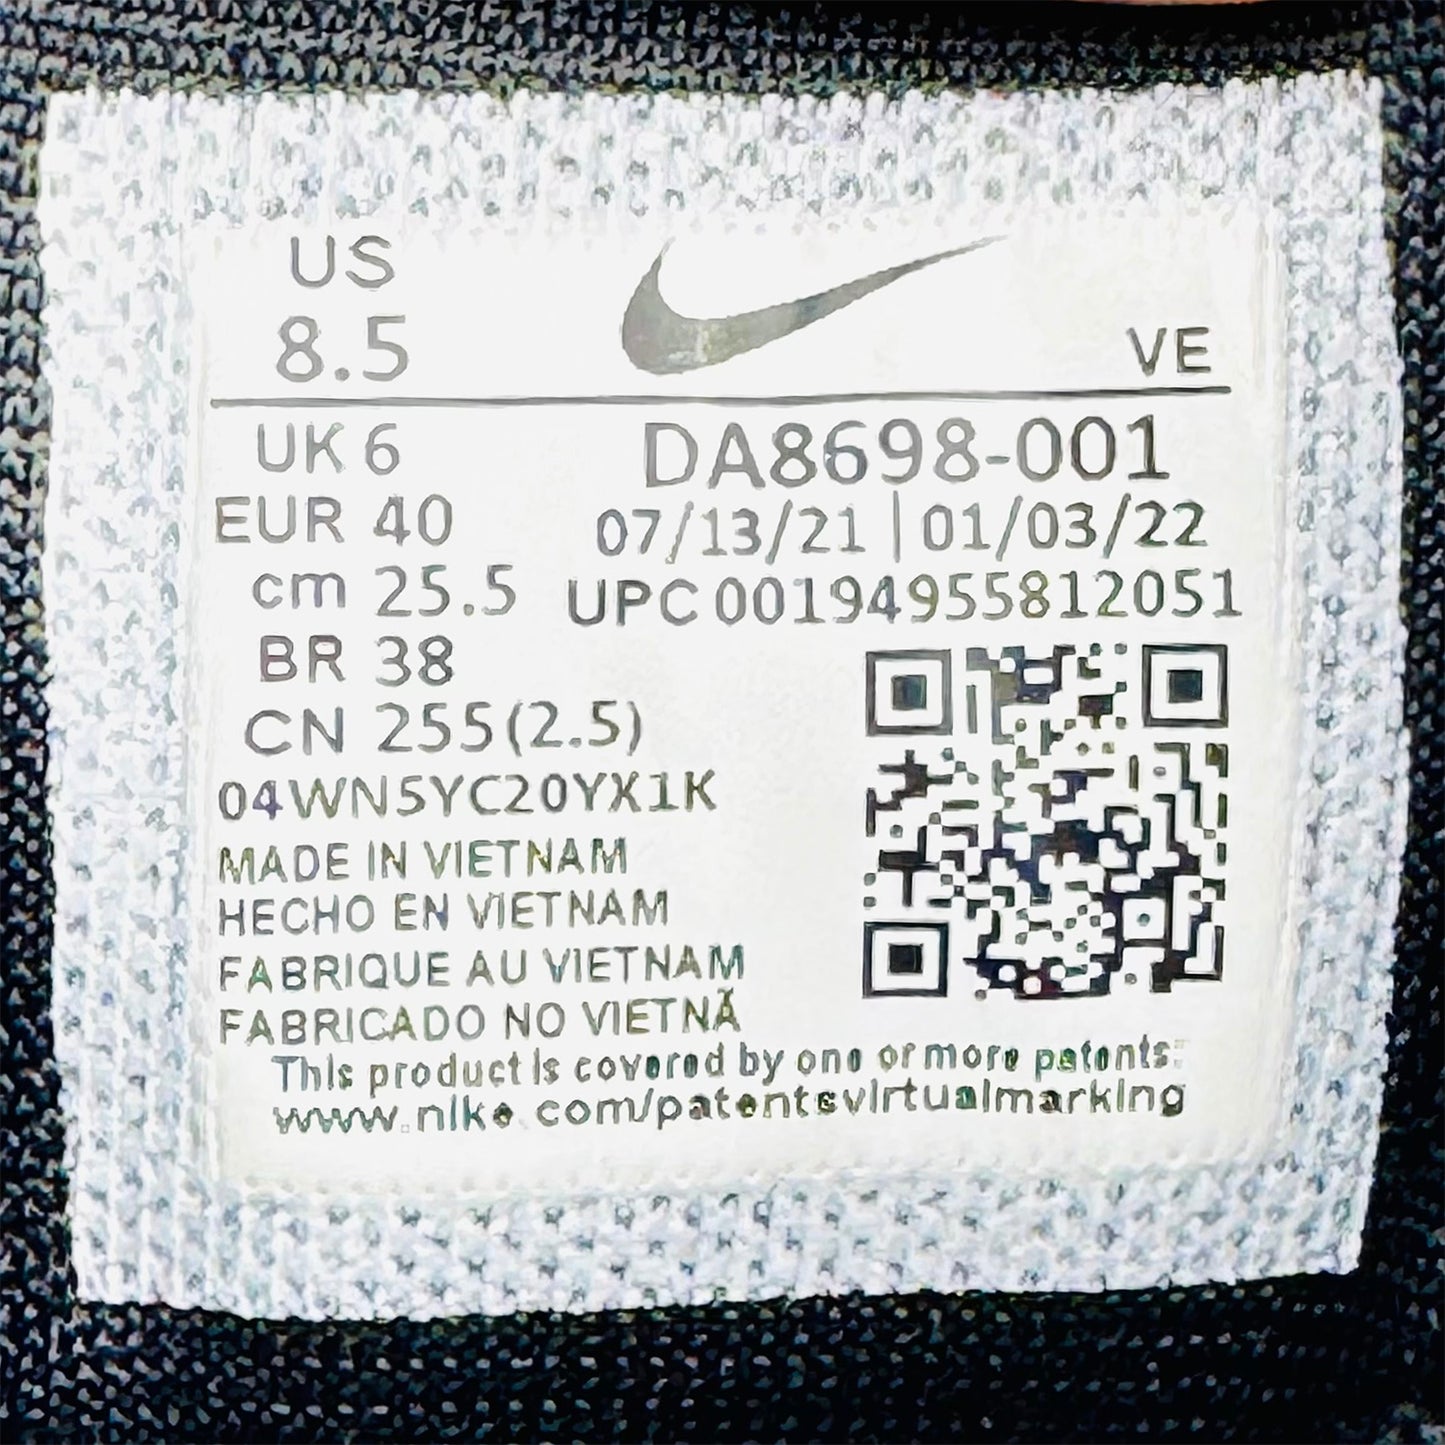 US
8.5
VE
UK 6
DA8698-001
EUR 40
07/13/21 | 01/03/22
cm 25.5
UPC 00194955812051
BR 38
CN 255(2.5)
04WN5YC20YX1K
MADE IN VIETNAM
HECHO EN VIETNAM
FABRIQUE AU VIETNAM
FABRICADO NO VIETNÃ
This product is covered by one or more patents:
www.nike.com/patentsvirtualmarking